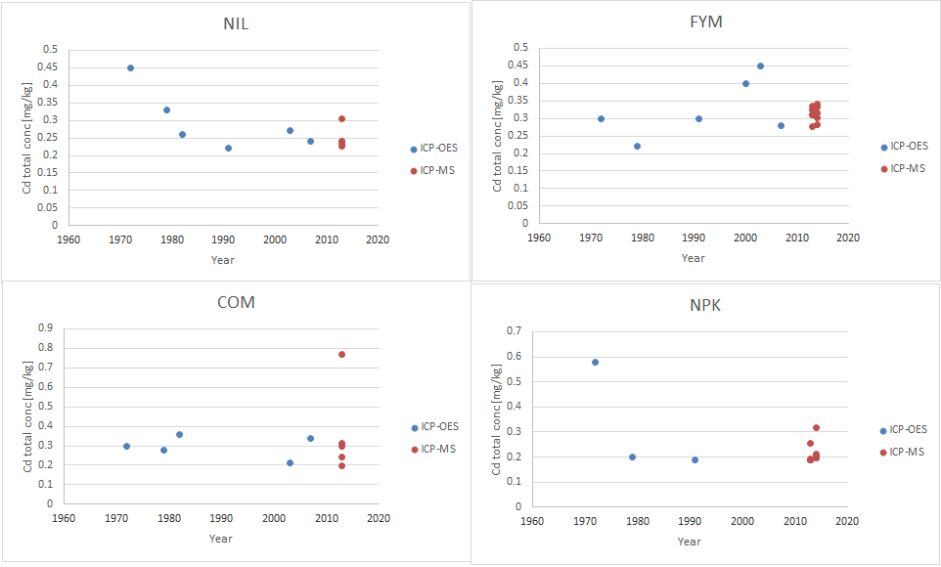 NIL
0.5
0.45
0.4
0.35
0.3
0.25
0.2
0.15
0.1
0.05
0
Cd total conc [mg/kg]
1960 1970 1980 1990 2000 2010 2020
Year
ICP-OES
ICP-MS
FYM
0.5
0.45
0.4
0.35
0.3
0.25
0.2
0.15
0.1
0.05
0
Cd total conc [mg/kg]
1960 1970 1980 1990 2000 2010 2020
Year
ICP-OES
ICP-MS
COM
0.9
0.8
0.7
0.6
0.5
0.4
0.3
0.2
0.1
0
Cd total conc [mg/kg]
1960 1970 1980 1990 2000 2010 2020
Year
ICP-OES
ICP-MS
NPK
0.7
0.6
0.5
0.4
0.3
0.2
0.1
0
Cd total conc [mg/kg]
1960 1970 1980 1990 2000 2010 2020
Year
ICP-OES
ICP-MS